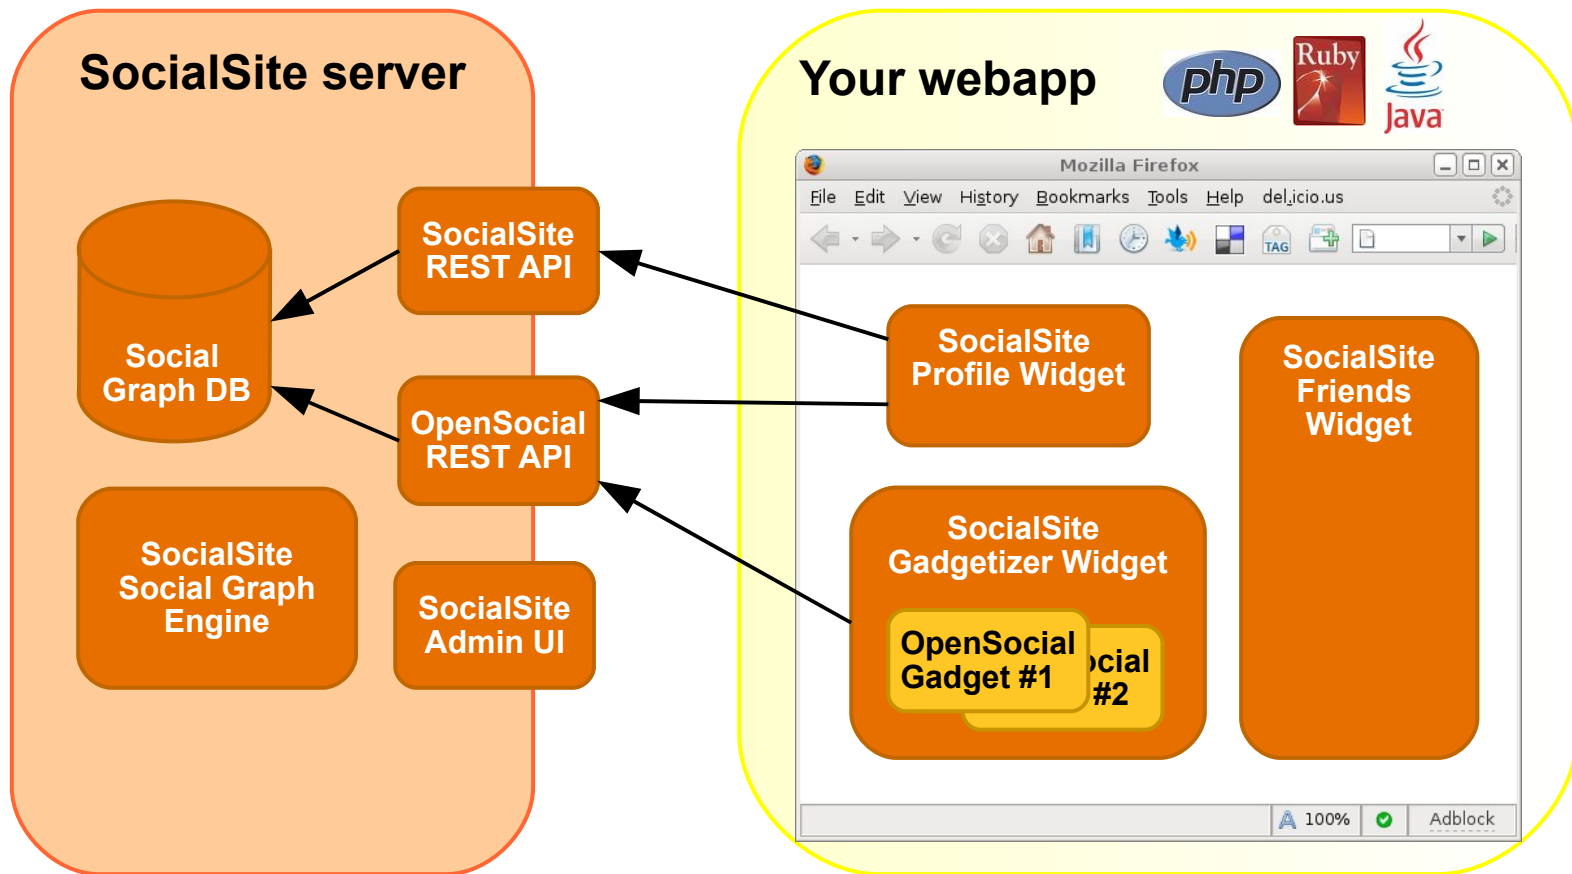 SocialSite server
Social
Graph DB
SocialSite
REST API
OpenSocial
REST API
SocialSite
Social Graph
Engine
SocialSite
Admin UI
Your webapp
php
Ruby
Java
Mozilla Firefox
File Edit View History Bookmarks Tools Help del.icio.us
TAG
SocialSite
Profile Widget
SocialSite
Friends
Widget
SocialSite
Gadgetizer Widget
OpenSocial
Gadget #1
ocial
#2
100% Adblock